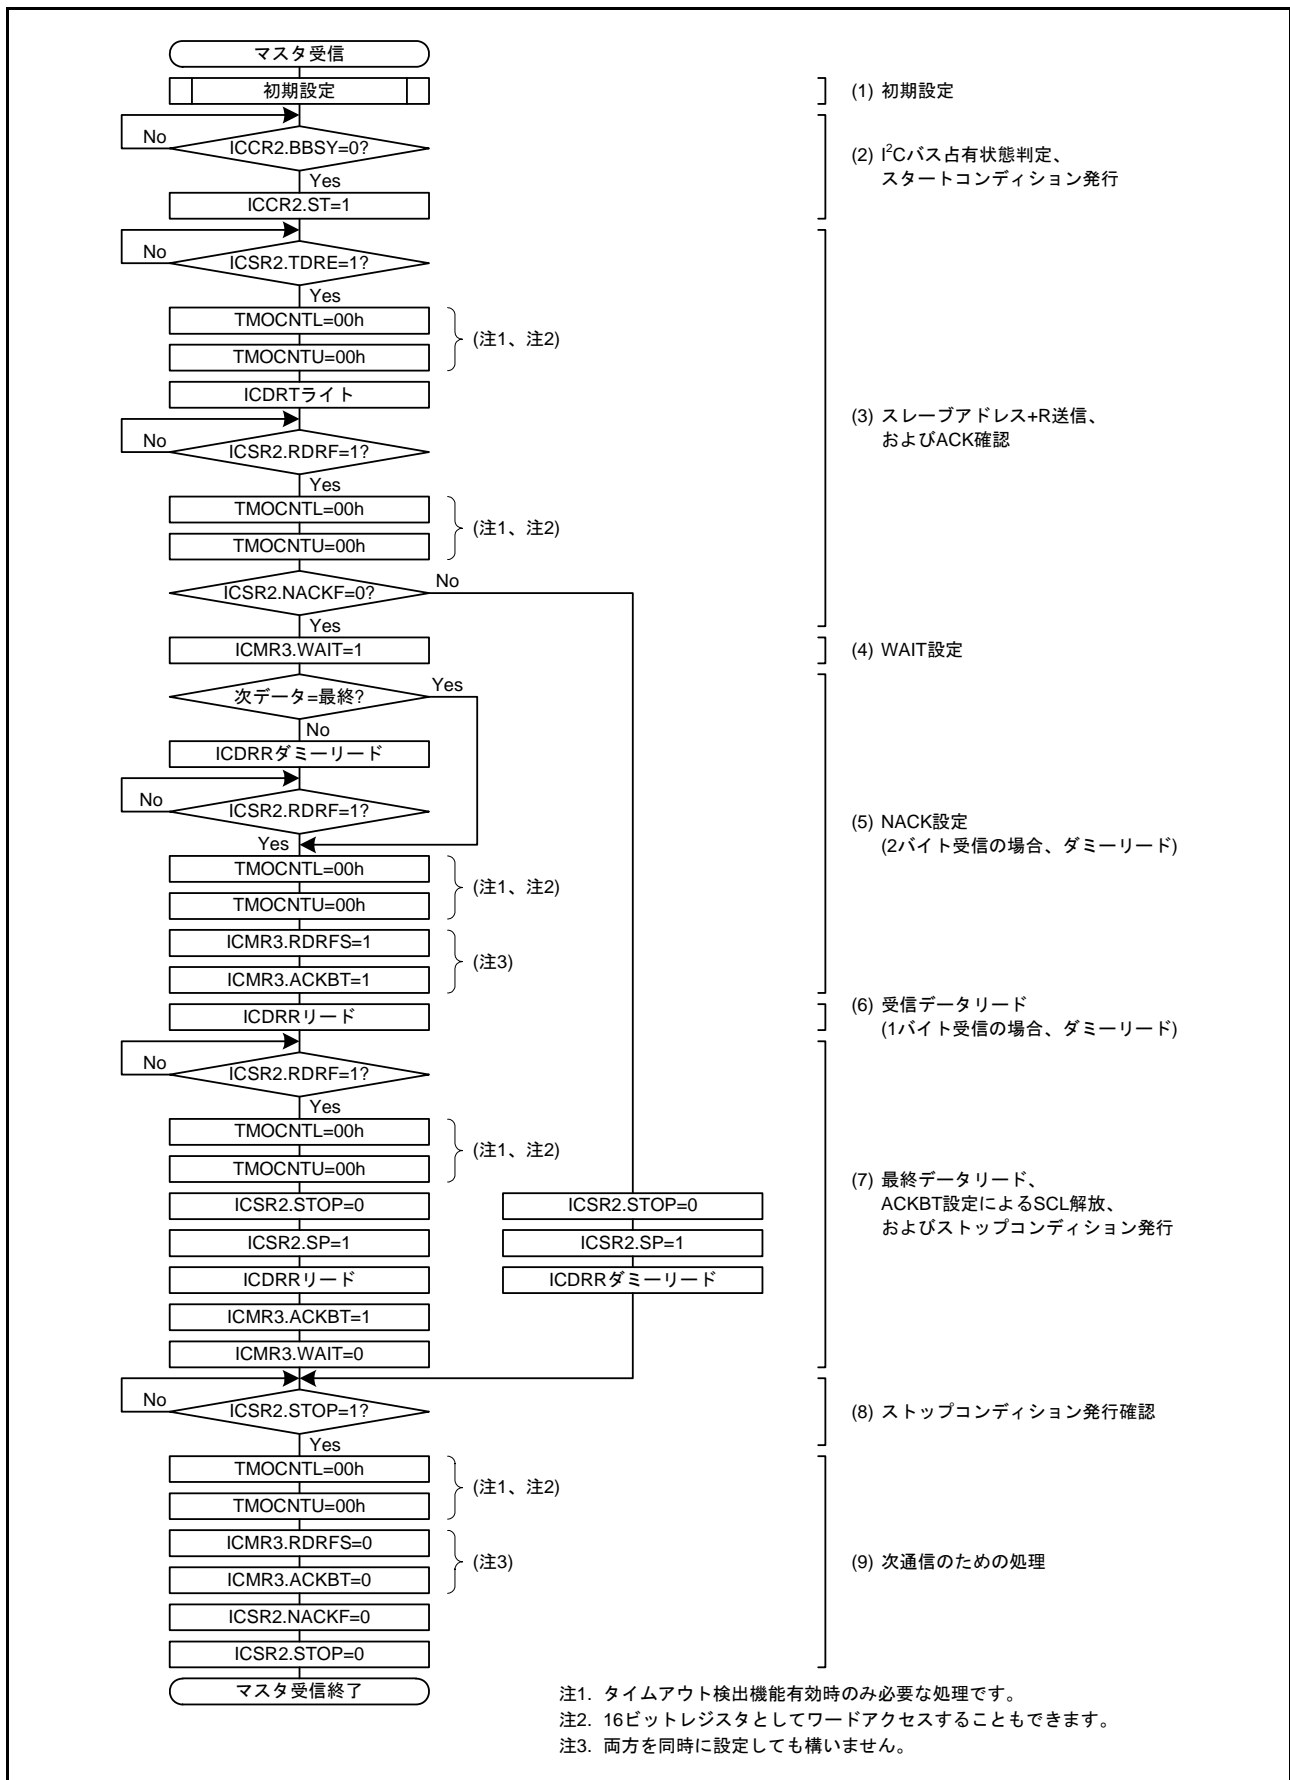 マスタ受信
初期設定
(1) 初期設定
No
ICCR2.BBSY=0?
Yes
ICCR2.ST=1
(2) I²Cバス占有状態判定、
スタートコンディション発行
No
ICSR2.TDRE=1?
Yes
TMOCNTL=00h
TMOCNTU=00h
(注1、注2)
ICDRTライト
No
ICSR2.RDRF=1?
Yes
TMOCNTL=00h
TMOCNTU=00h
(注1、注2)
ICSR2.NACKF=0?
No
Yes
(3) スレーブアドレス+R送信、
およびACK確認
ICMR3.WAIT=1
(4) WAIT設定
次データ=最終?
Yes
No
ICDRRダミーリード
No
ICSR2.RDRF=1?
Yes
TMOCNTL=00h
TMOCNTU=00h
(注1、注2)
ICMR3.RDRFS=1
ICMR3.ACKBT=1
(注3)
(5) NACK設定
(2バイト受信の場合、ダミーリード)
ICDRRリード
(6) 受信データリード
(1バイト受信の場合、ダミーリード)
No
ICSR2.RDRF=1?
Yes
TMOCNTL=00h
TMOCNTU=00h
(注1、注2)
ICSR2.STOP=0
ICSR2.SP=1
ICDRRリード
ICMR3.ACKBT=1
ICMR3.WAIT=0
ICSR2.STOP=0
ICSR2.SP=1
ICDRRダミーリード
(7) 最終データリード、
ACKBT設定によるSCL解放、
およびストップコンディション発行
No
ICSR2.STOP=1?
Yes
(8) ストップコンディション発行確認
TMOCNTL=00h
TMOCNTU=00h
(注1、注2)
ICMR3.RDRFS=0
ICMR3.ACKBT=0
(注3)
ICSR2.NACKF=0
ICSR2.STOP=0
(9) 次通信のための処理
マスタ受信終了
注1. タイムアウト検出機能有効時のみ必要な処理です。
注2. 16ビットレジスタとしてワードアクセスすることもできます。
注3. 両方を同時に設定しても構いません。